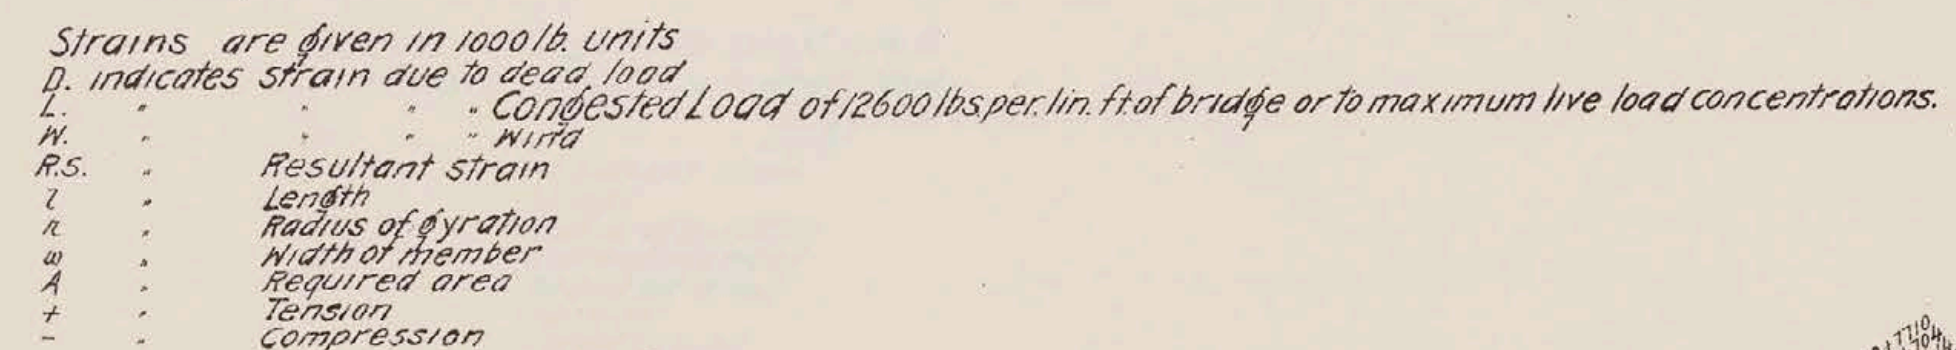 Strains are given in 1000 lb. units
D. indicates strain due to dead load
L. " " " " Congested Load of 12600 lbs. per. lin. ft. of bridge or to maximum live load concentrations.
W. " " " " Wind
R.S. " Resultant strain
l " Length
r " Radius of gyration
w " Width of member
A " Required area
+ " Tension
- " Compression
+7710